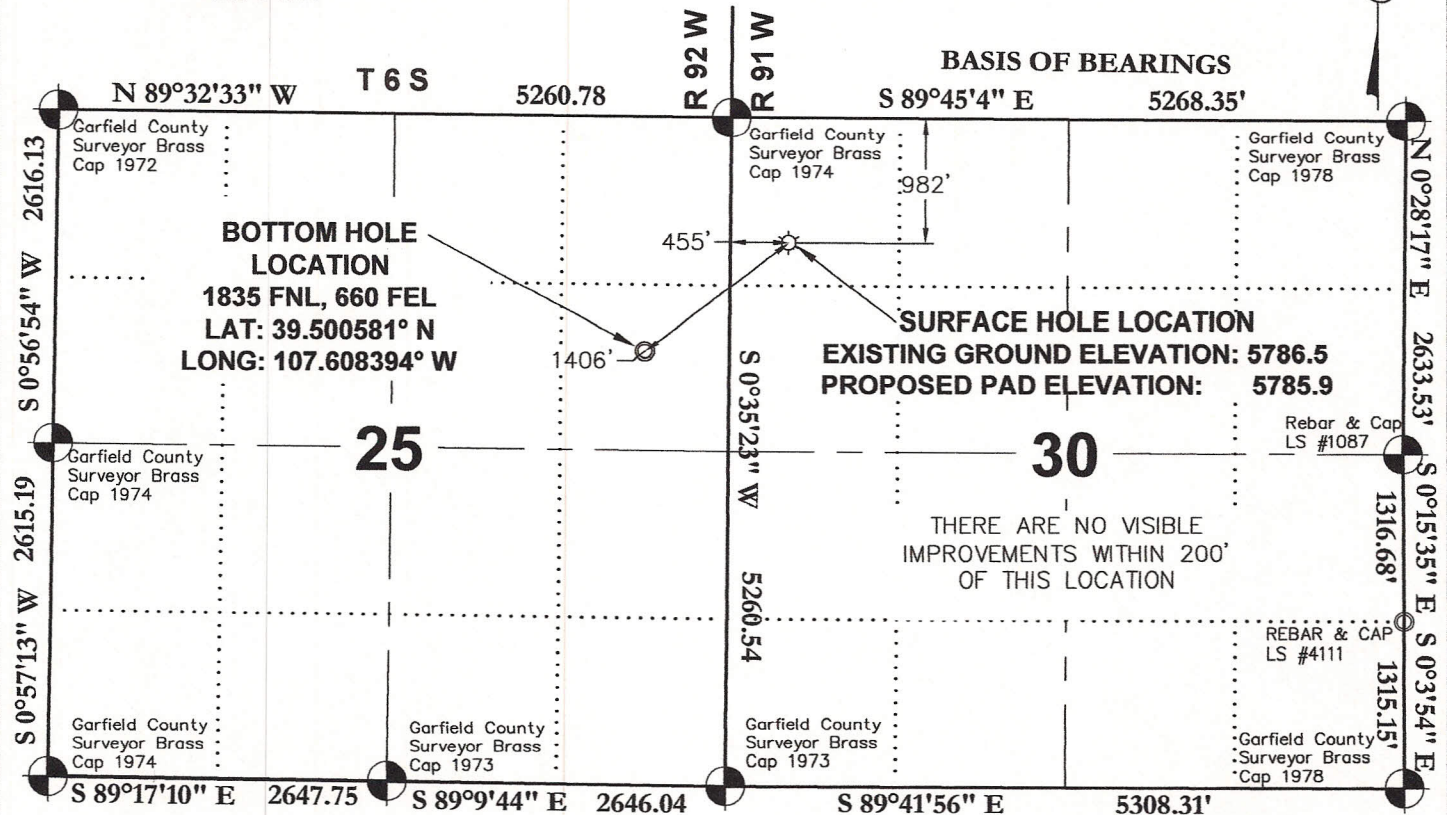 BASIS OF BEARINGS
N 89°32'33" W
T 6 S
5260.78
R 92 W
R 91 W
S 89°45'4" E
5268.35'
Garfield County
Surveyor Brass
Cap 1972
Garfield County
Surveyor Brass
Cap 1974
Garfield County
Surveyor Brass
Cap 1978
S 0°56'54" W 2616.13
N 0°28'17" E 2633.53'
982'
455'
BOTTOM HOLE
LOCATION
1835 FNL, 660 FEL
LAT: 39.500581° N
LONG: 107.608394° W
1406'
SURFACE HOLE LOCATION
EXISTING GROUND ELEVATION: 5786.5
PROPOSED PAD ELEVATION: 5785.9
S 0°35'23" W 5260.54
Rebar & Cap
LS #1087
25
30
Garfield County
Surveyor Brass
Cap 1974
THERE ARE NO VISIBLE
IMPROVEMENTS WITHIN 200'
OF THIS LOCATION
S 0°57'13" W 2615.19
S 0°15'35" E
1316.68'
REBAR & CAP
LS #4111
S 0°3'54" E
1315.15'
Garfield County
Surveyor Brass
Cap 1974
Garfield County
Surveyor Brass
Cap 1973
Garfield County
Surveyor Brass
Cap 1973
Garfield County
Surveyor Brass
Cap 1978
S 89°17'10" E
2647.75
S 89°9'44" E
2646.04
S 89°41'56" E
5308.31'